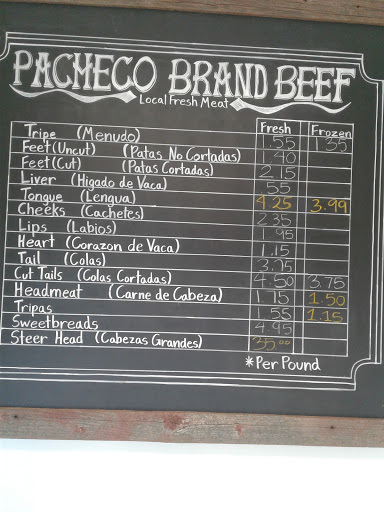 PACHECO BRAND BEEF
Local Fresh Meat
Fresh Frozen
Tripe (Menudo) 1.55 1.35
Feet (Uncut) (Patas No Cortadas) 1.40
Feet (Cut) (Patas Cortadas) 2.15
Liver (Higado de Vaca) .55
Tongue (Lengua) 4.25 3.99
Cheeks (Cachetes) 2.35
Lips (Labios) 1.95
Heart (Corazon de Vaca) 1.15
Tail (Colas) 3.75
Cut Tails (Colas Cortadas) 4.50 3.75
Headmeat (Carne de Cabeza) 1.75 1.50
Tripas 1.55 1.15
Sweetbreads 4.95
Steer Head (Cabezas Grandes) 35.00
*Per Pound